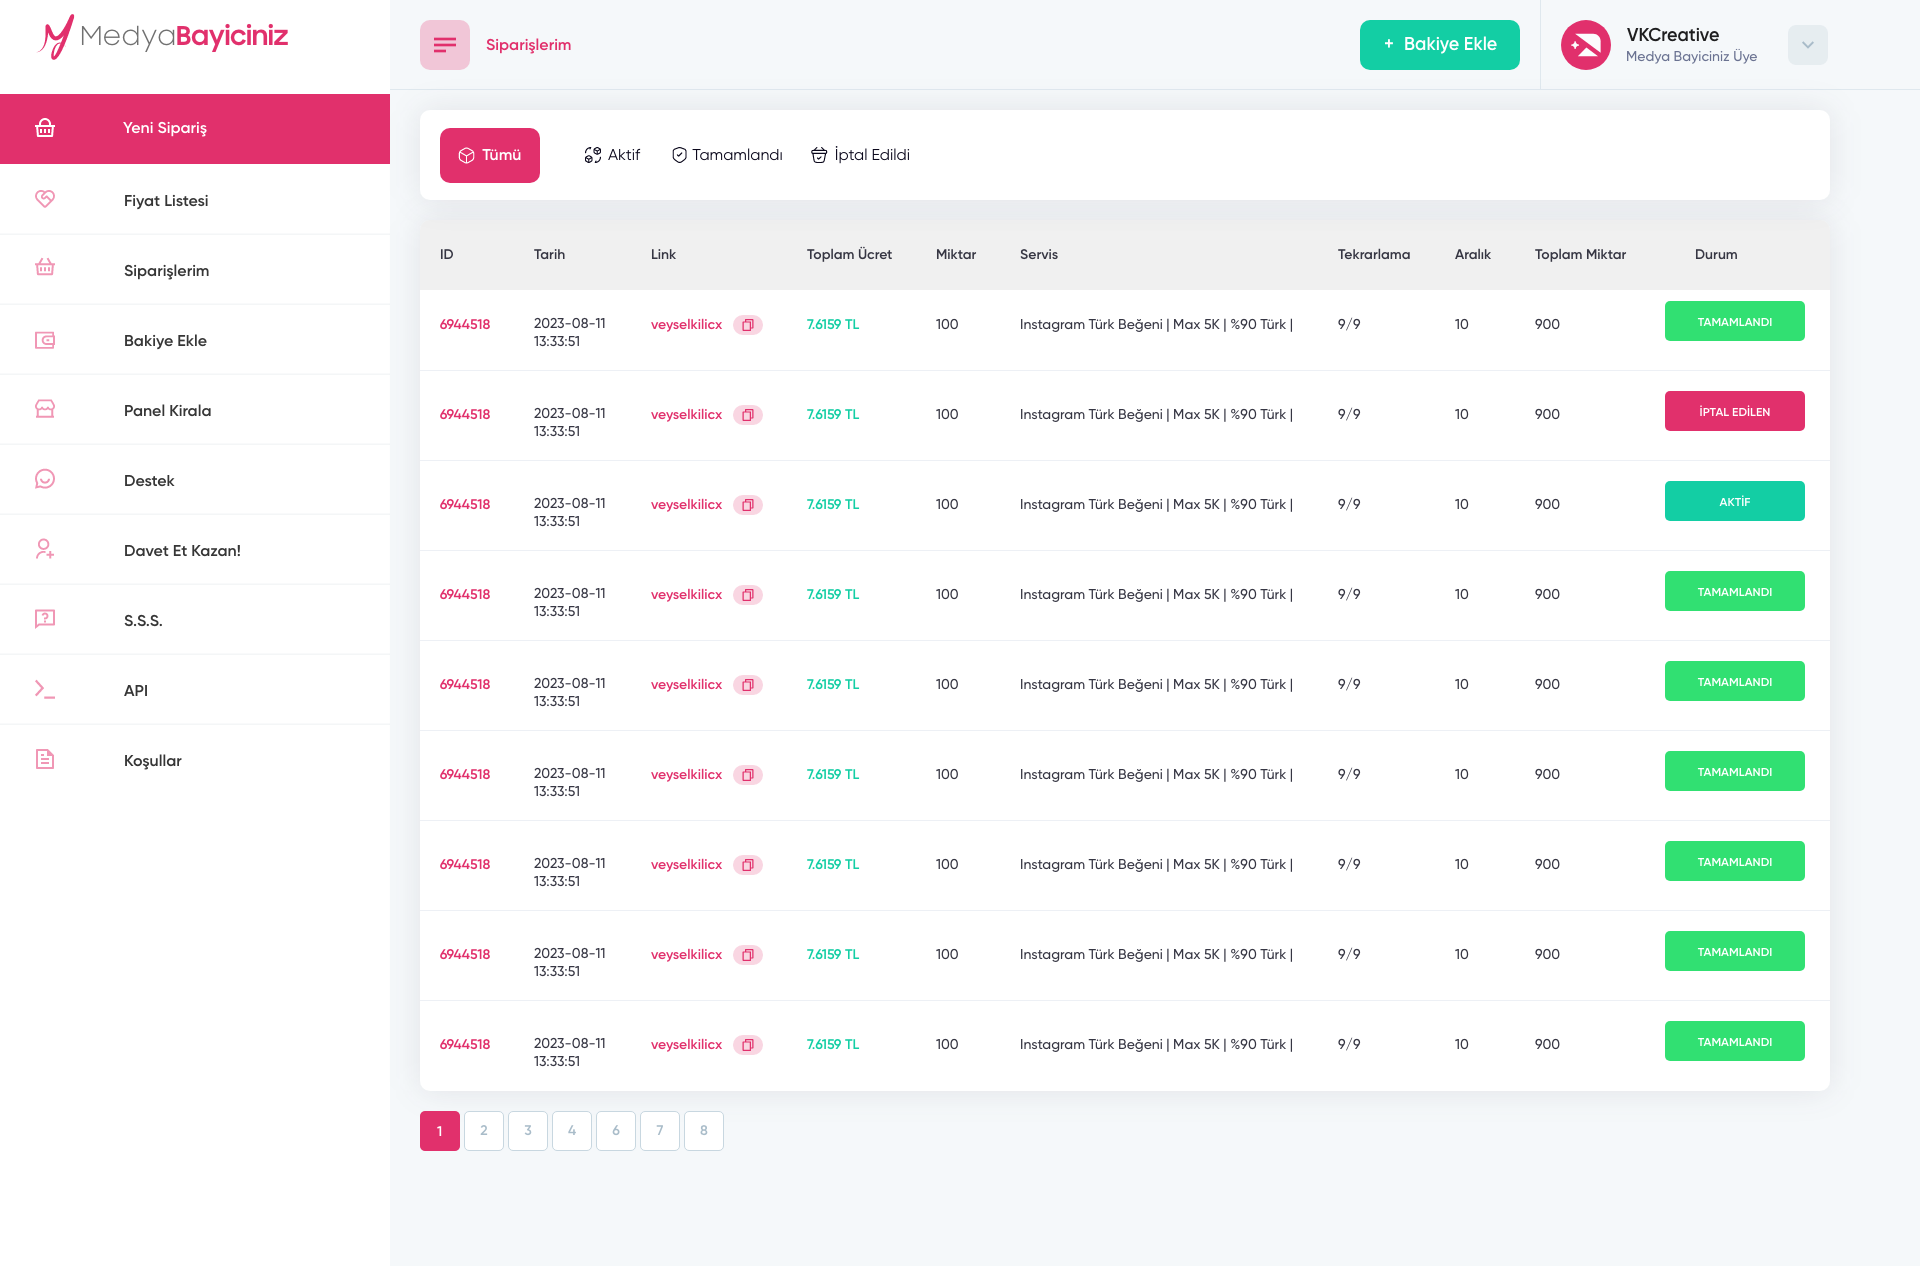 MedyaBayiciniz
Siparişlerim
+ Bakiye Ekle
VKCreative
Medya Bayiciniz Üye
Yeni Sipariş
Fiyat Listesi
Siparişlerim
Bakiye Ekle
Panel Kirala
Destek
Davet Et Kazan!
S.S.S.
API
Koşullar
Tümü Aktif Tamamlandı İptal Edildi
ID Tarih Link Toplam Ücret Miktar Servis Tekrarlama Aralık Toplam Miktar Durum
6944518 2023-08-11 veyselkilicx 7.6159 TL 100 Instagram Türk Beğeni | Max 5K | %90 Türk | 9/9 10 900 TAMAMLANDI
13:33:51
6944518 2023-08-11 veyselkilicx 7.6159 TL 100 Instagram Türk Beğeni | Max 5K | %90 Türk | 9/9 10 900 İPTAL EDİLEN
13:33:51
6944518 2023-08-11 veyselkilicx 7.6159 TL 100 Instagram Türk Beğeni | Max 5K | %90 Türk | 9/9 10 900 AKTİF
13:33:51
6944518 2023-08-11 veyselkilicx 7.6159 TL 100 Instagram Türk Beğeni | Max 5K | %90 Türk | 9/9 10 900 TAMAMLANDI
13:33:51
6944518 2023-08-11 veyselkilicx 7.6159 TL 100 Instagram Türk Beğeni | Max 5K | %90 Türk | 9/9 10 900 TAMAMLANDI
13:33:51
6944518 2023-08-11 veyselkilicx 7.6159 TL 100 Instagram Türk Beğeni | Max 5K | %90 Türk | 9/9 10 900 TAMAMLANDI
13:33:51
6944518 2023-08-11 veyselkilicx 7.6159 TL 100 Instagram Türk Beğeni | Max 5K | %90 Türk | 9/9 10 900 TAMAMLANDI
13:33:51
6944518 2023-08-11 veyselkilicx 7.6159 TL 100 Instagram Türk Beğeni | Max 5K | %90 Türk | 9/9 10 900 TAMAMLANDI
13:33:51
6944518 2023-08-11 veyselkilicx 7.6159 TL 100 Instagram Türk Beğeni | Max 5K | %90 Türk | 9/9 10 900 TAMAMLANDI
13:33:51
1 2 3 4 6 7 8